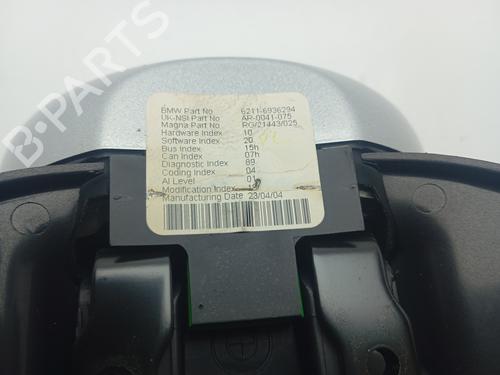 BMW Part No 6211-6936294
UK-NSI Part No AR-0041-075
Magna Part No RG/21443/025
Hardware Index 10
Software Index 20
Bus Index 15h
Can Index 07h
Diagnostic Index 89
Coding Index 04
AI Level
Modification Index
Manufacturing Date 23/04/04
B-PARTS